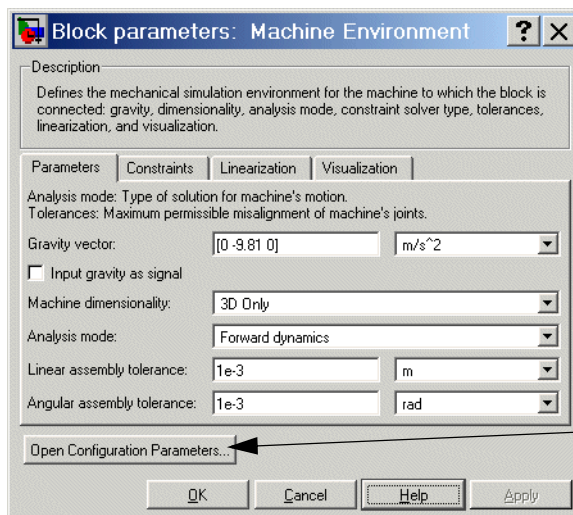 Block parameters: Machine Environment
Description
Defines the mechanical simulation environment for the machine to which the block is
connected: gravity, dimensionality, analysis mode, constraint solver type, tolerances,
linearization, and visualization.
Parameters Constraints Linearization Visualization
Analysis mode: Type of solution for machine's motion.
Tolerances: Maximum permissible misalignment of machine's joints.
Gravity vector: [0 -9.81 0] m/s^2
Input gravity as signal
Machine dimensionality: 3D Only
Analysis mode: Forward dynamics
Linear assembly tolerance: 1e-3 m
Angular assembly tolerance: 1e-3 rad
Open Configuration Parameters...
OK Cancel Help Apply